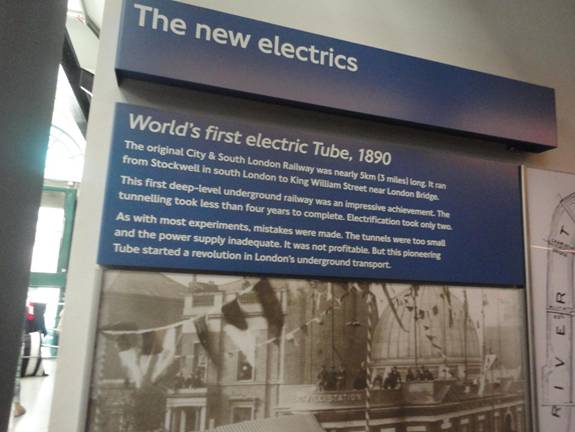 The new electrics
World's first electric Tube, 1890
The original City & South London Railway was nearly 5km (3 miles) long. It ran
from Stockwell in south London to King William Street near London Bridge.
This first deep-level underground railway was an impressive achievement. The
tunnelling took less than four years to complete. Electrification took only two.
As with most experiments, mistakes were made. The tunnels were too small
and the power supply inadequate. It was not profitable. But this pioneering
Tube started a revolution in London's underground transport.
STATION
RIVER
T